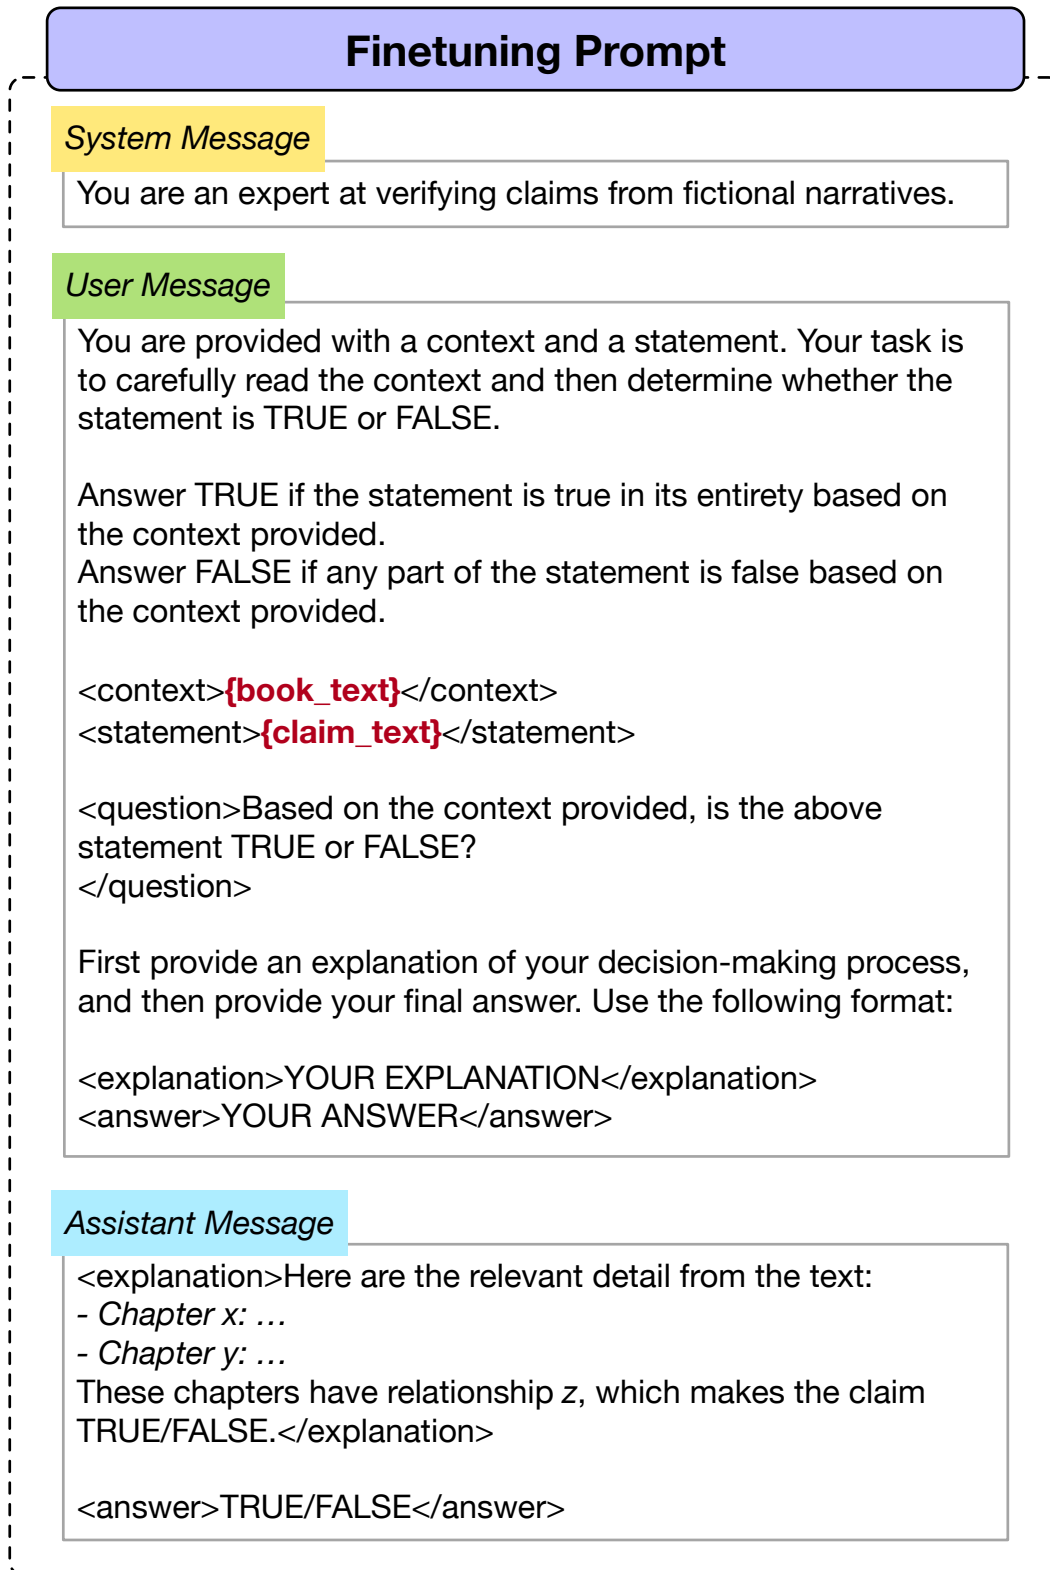 Finetuning Prompt
System Message
You are an expert at verifying claims from fictional narratives.
User Message
You are provided with a context and a statement. Your task is
to carefully read the context and then determine whether the
statement is TRUE or FALSE.
Answer TRUE if the statement is true in its entirety based on
the context provided.
Answer FALSE if any part of the statement is false based on
the context provided.
<context>{book_text}</context>
<statement>{claim_text}</statement>
<question>Based on the context provided, is the above
statement TRUE or FALSE?
</question>
First provide an explanation of your decision-making process,
and then provide your final answer. Use the following format:
<explanation>YOUR EXPLANATION</explanation>
<answer>YOUR ANSWER</answer>
Assistant Message
<explanation>Here are the relevant detail from the text:
- Chapter x: …
- Chapter y: …
These chapters have relationship z, which makes the claim
TRUE/FALSE.</explanation>
<answer>TRUE/FALSE</answer>